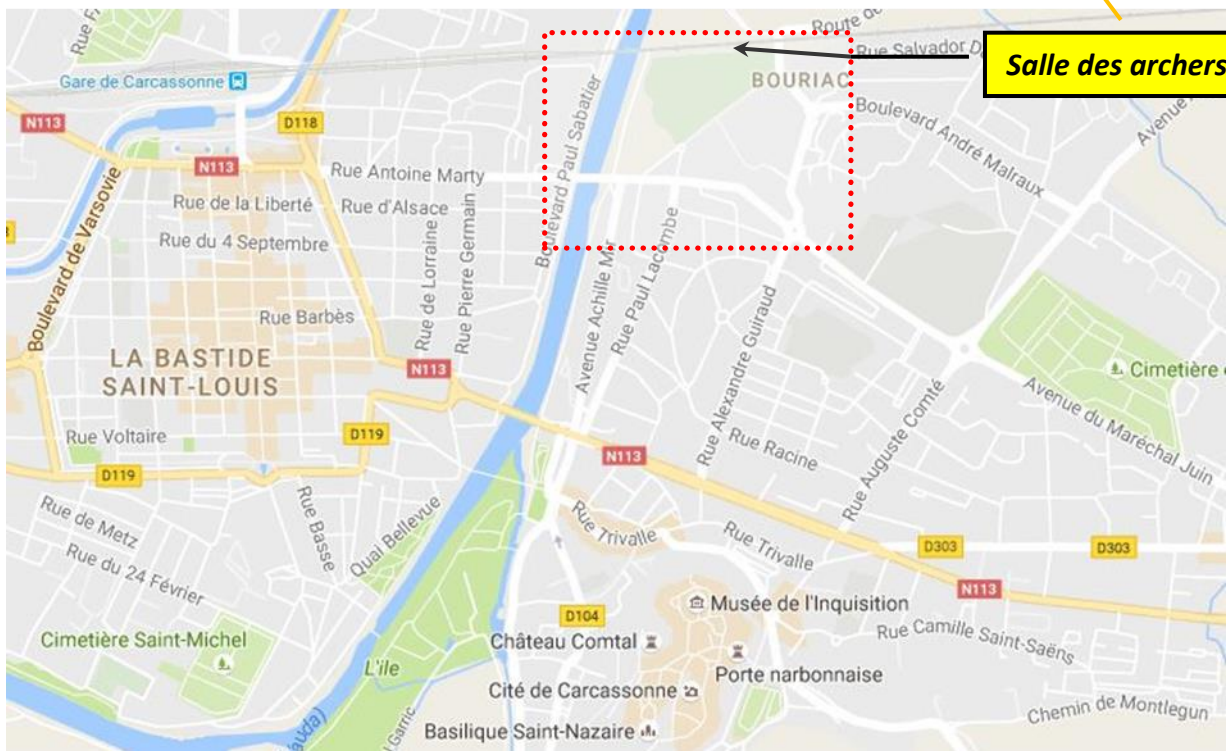 Route de
Rue F
Rue Salvador D
Salle des archers
Gare de Carcassonne
BOURIAC
N113
D118
Boulevard Paul Sabatier
Boulevard André Malraux
Avenue
N113
Rue Antoine Marty
Rue de la Liberté
Rue d'Alsace
Rue du 4 Septembre
Boulevard de Varsovie
Rue de Lorraine
Rue Pierre Germain
Avenue Achille Mir
Rue Paul Lacombe
Rue Alexandre Guiraud
Rue Barbès
LA BASTIDE
SAINT-LOUIS
N113
Cimetière
Avenue du Maréchal Juin
Rue Auguste Comté
Rue Voltaire
D119
Rue Racine
N113
D119
Rue Basse
Quai Bellevue
Rue de Metz
Rue du 24 Février
Rue Trivalle
Rue Trivalle
D303
D303
N113
Musée de l'Inquisition
D104
Rue Camille Saint-Saëns
Cimetière Saint-Michel
Château Comtal
L'île
Porte narbonnaise
Cité de Carcassonne
Chemin de Montlegun
Basilique Saint-Nazaire
Garric
auda)